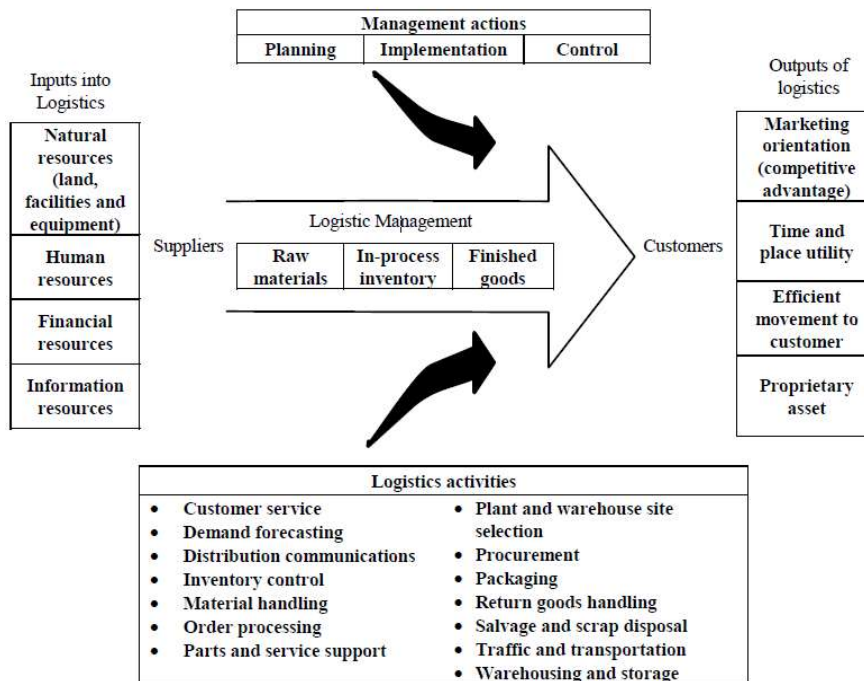 Management actions
Planning
Implementation
Control
Inputs into
Logistics
Natural
resources
(land,
facilities and
equipment)
Human
resources
Financial
resources
Information
resources
Suppliers
Logistic Management
Raw
materials
In-process
inventory
Finished
goods
Customers
Outputs of
logistics
Marketing
orientation
(competitive
advantage)
Time and
place utility
Efficient
movement to
customer
Proprietary
asset
Logistics activities
• Customer service
• Demand forecasting
• Distribution communications
• Inventory control
• Material handling
• Order processing
• Parts and service support
• Plant and warehouse site
selection
• Procurement
• Packaging
• Return goods handling
• Salvage and scrap disposal
• Traffic and transportation
• Warehousing and storage